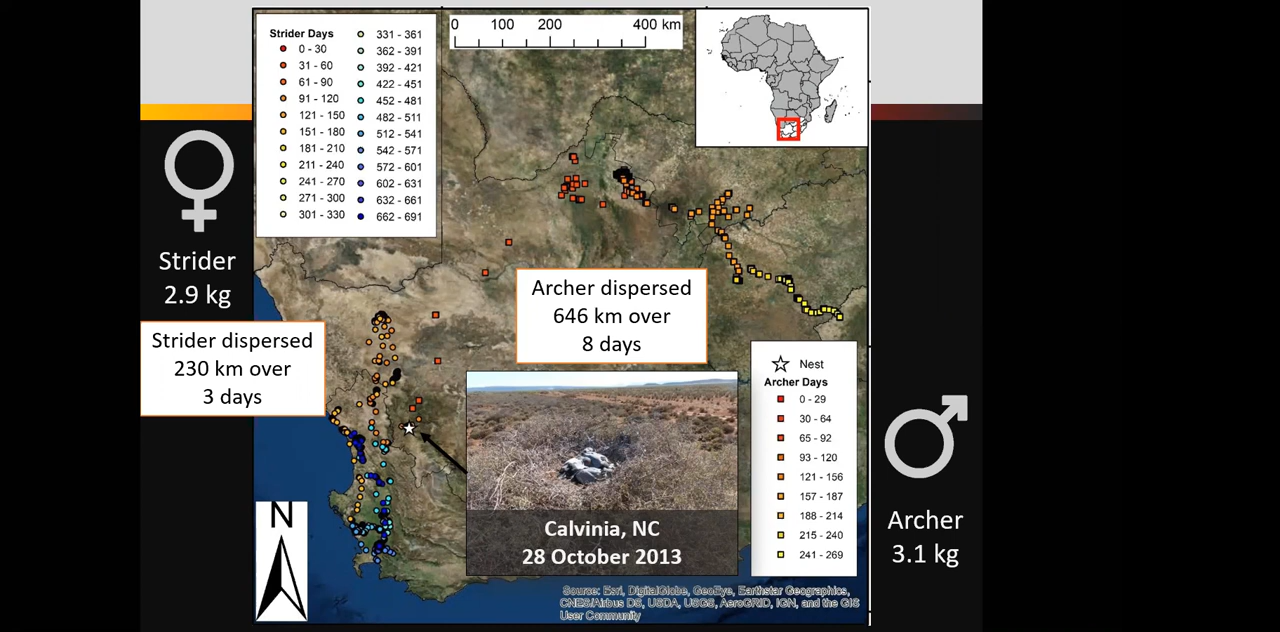 Strider Days
0 - 30
31 - 60
61 - 90
91 - 120
121 - 150
151 - 180
181 - 210
211 - 240
241 - 270
271 - 300
301 - 330
331 - 361
362 - 391
392 - 421
422 - 451
452 - 481
482 - 511
512 - 541
542 - 571
572 - 601
602 - 631
632 - 661
662 - 691
0 100 200 400 km
Strider
2.9 kg
Strider dispersed
230 km over
3 days
Archer dispersed
646 km over
8 days
Nest
Archer Days
0 - 29
30 - 64
65 - 92
93 - 120
121 - 156
157 - 187
188 - 214
215 - 240
241 - 269
Archer
3.1 kg
Calvinia, NC
28 October 2013
N
Source: Esri, DigitalGlobe, GeoEye, Earthstar Geographics,
CNES/Airbus DS, USDA, USGS, AeroGRID, IGN, and the GIS
User Community